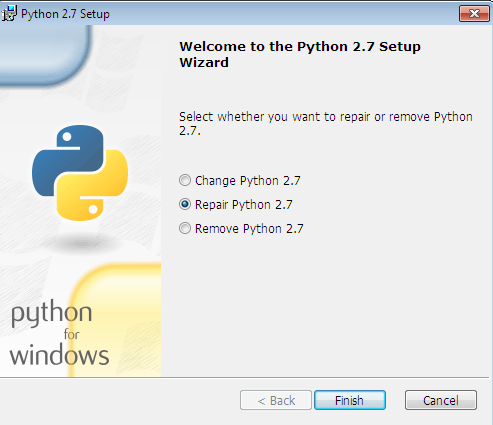 Python 2.7 Setup
Welcome to the Python 2.7 Setup
Wizard
Select whether you want to repair or remove Python
2.7.
Change Python 2.7
Repair Python 2.7
Remove Python 2.7
python
for
windows
< Back
Finish
Cancel